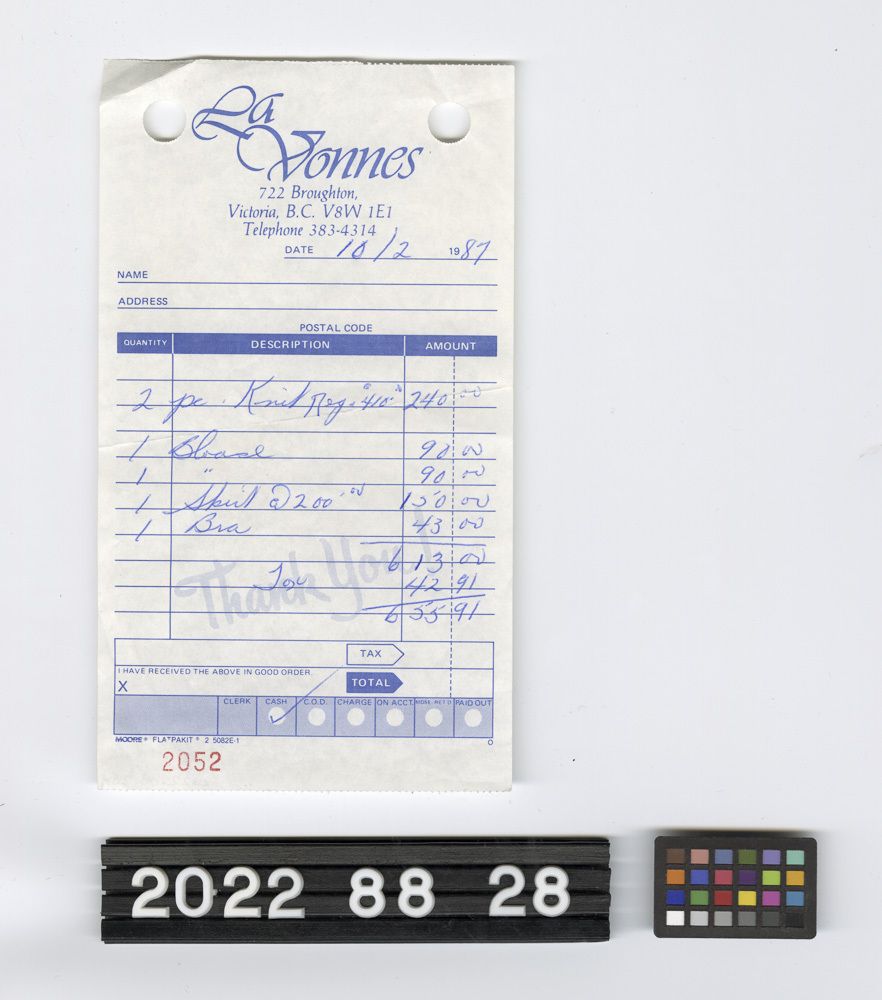 La
Vonnes
722 Broughton,
Victoria, B.C. V8W 1E1
Telephone 383-4314
DATE 10/2 1987
NAME
ADDRESS
POSTAL CODE
QUANTITY DESCRIPTION AMOUNT
2 pc. Knit Reg. $410.00 240 00
1 Blouse 90 00
1 " 90 00
1 Skirt @ 200.00 150 00
1 Bra 43 00
613 00
Tax 42 91
655 91
Thank You!
TAX
I HAVE RECEIVED THE ABOVE IN GOOD ORDER
X TOTAL
CLERK CASH C.O.D. CHARGE ON ACCT. MDSE. RET'D PAID OUT
MOORE® FLATPAKIT® 2 5082E-1 0
2052
2022 88 28